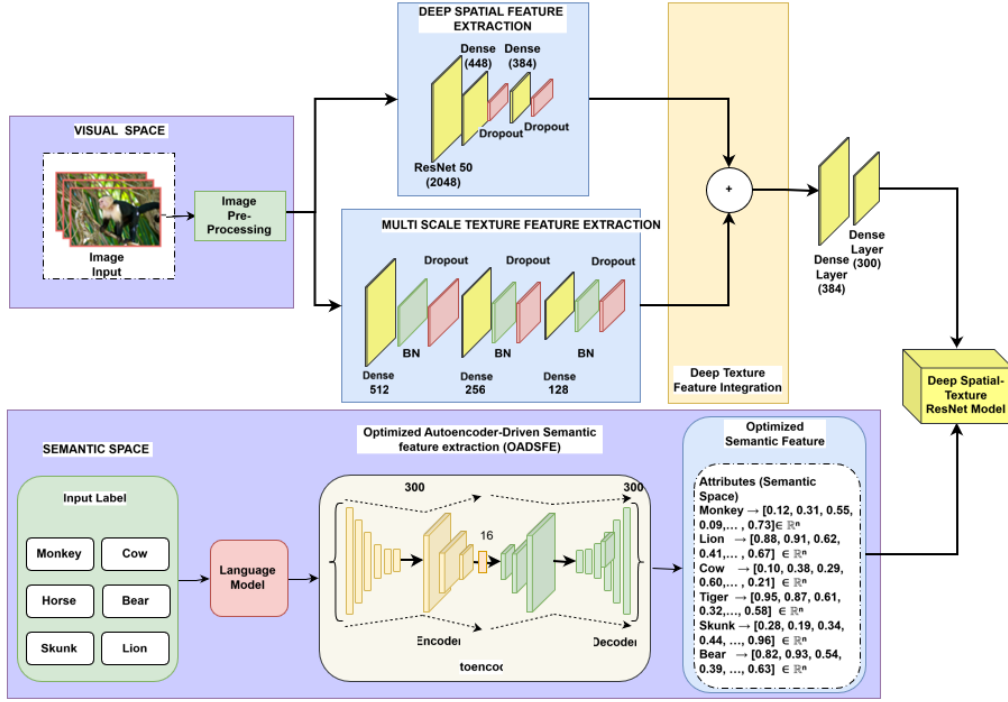 DEEP SPATIAL FEATURE
EXTRACTION
Dense
(448)
Dense
(384)
Dropout
Dropout
ResNet 50
(2048)
VISUAL SPACE
Image
Input
Image
Pre-
Processing
MULTI SCALE TEXTURE FEATURE EXTRACTION
Dropout
Dropout
Dropout
BN
BN
BN
Dense
512
Dense
256
Dense
128
+
Deep Texture
Feature Integration
Dense
Layer
(384)
Dense
Layer
(300)
Deep Spatial-
Texture
ResNet Model
SEMANTIC SPACE
Input Label
Monkey
Cow
Horse
Bear
Skunk
Lion
Language
Model
Optimized Autoencoder-Driven Semantic
feature extraction (OADSFE)
300
16
300
Encoder
Decoder
toencoc
Optimized
Semantic Feature
Attributes (Semantic
Space)
Monkey → [0.12, 0.31, 0.55,
0.09,... , 0.73]∈ ℝⁿ
Lion → [0.88, 0.91, 0.62,
0.41,... , 0.67] ∈ ℝⁿ
Cow → [0.10, 0.38, 0.29,
0.60,... , 0.21] ∈ ℝⁿ
Tiger → [0.95, 0.87, 0.61,
0.32,..., 0.58] ∈ ℝⁿ
Skunk → [0.28, 0.19, 0.34,
0.44, ..., 0.96] ∈ ℝⁿ
Bear → [0.82, 0.93, 0.54,
0.39, ..., 0.63] ∈ ℝⁿ